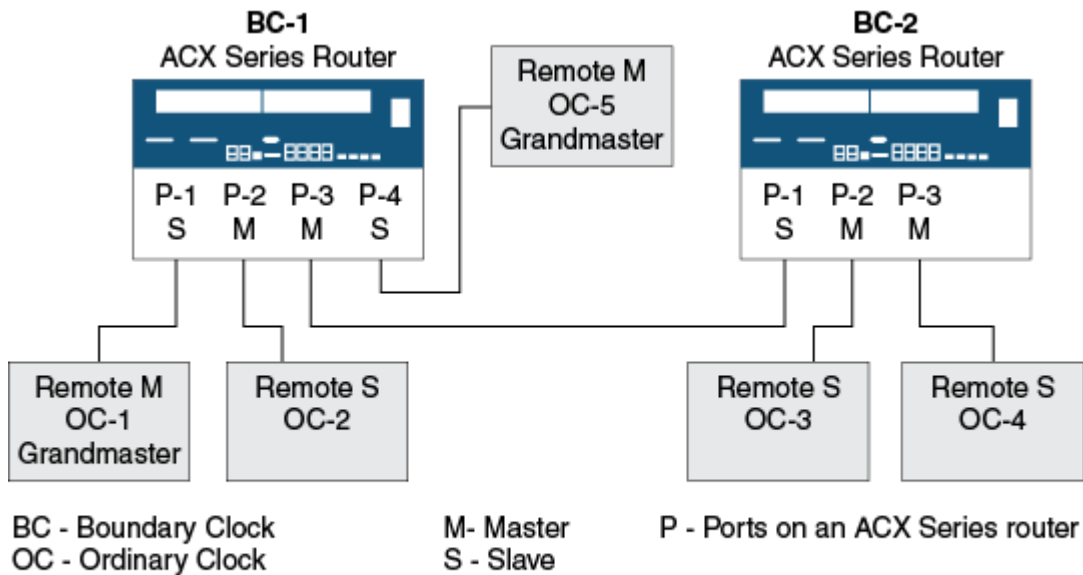 BC-1
ACX Series Router
BC-2
ACX Series Router
Remote M
OC-5
Grandmaster
P-1 P-2 P-3 P-4
S M M S
P-1 P-2 P-3
S M M
Remote M
OC-1
Grandmaster
Remote S
OC-2
Remote S
OC-3
Remote S
OC-4
BC - Boundary Clock
OC - Ordinary Clock
M- Master
S - Slave
P - Ports on an ACX Series router